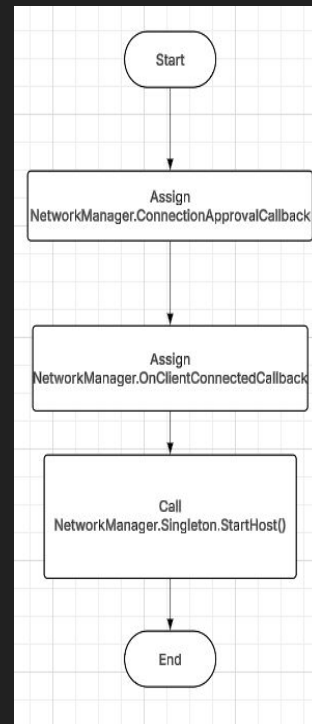 Start
Assign
NetworkManager.ConnectionApprovalCallback
Assign
NetworkManager.OnClientConnectedCallback
Call
NetworkManager.Singleton.StartHost()
End